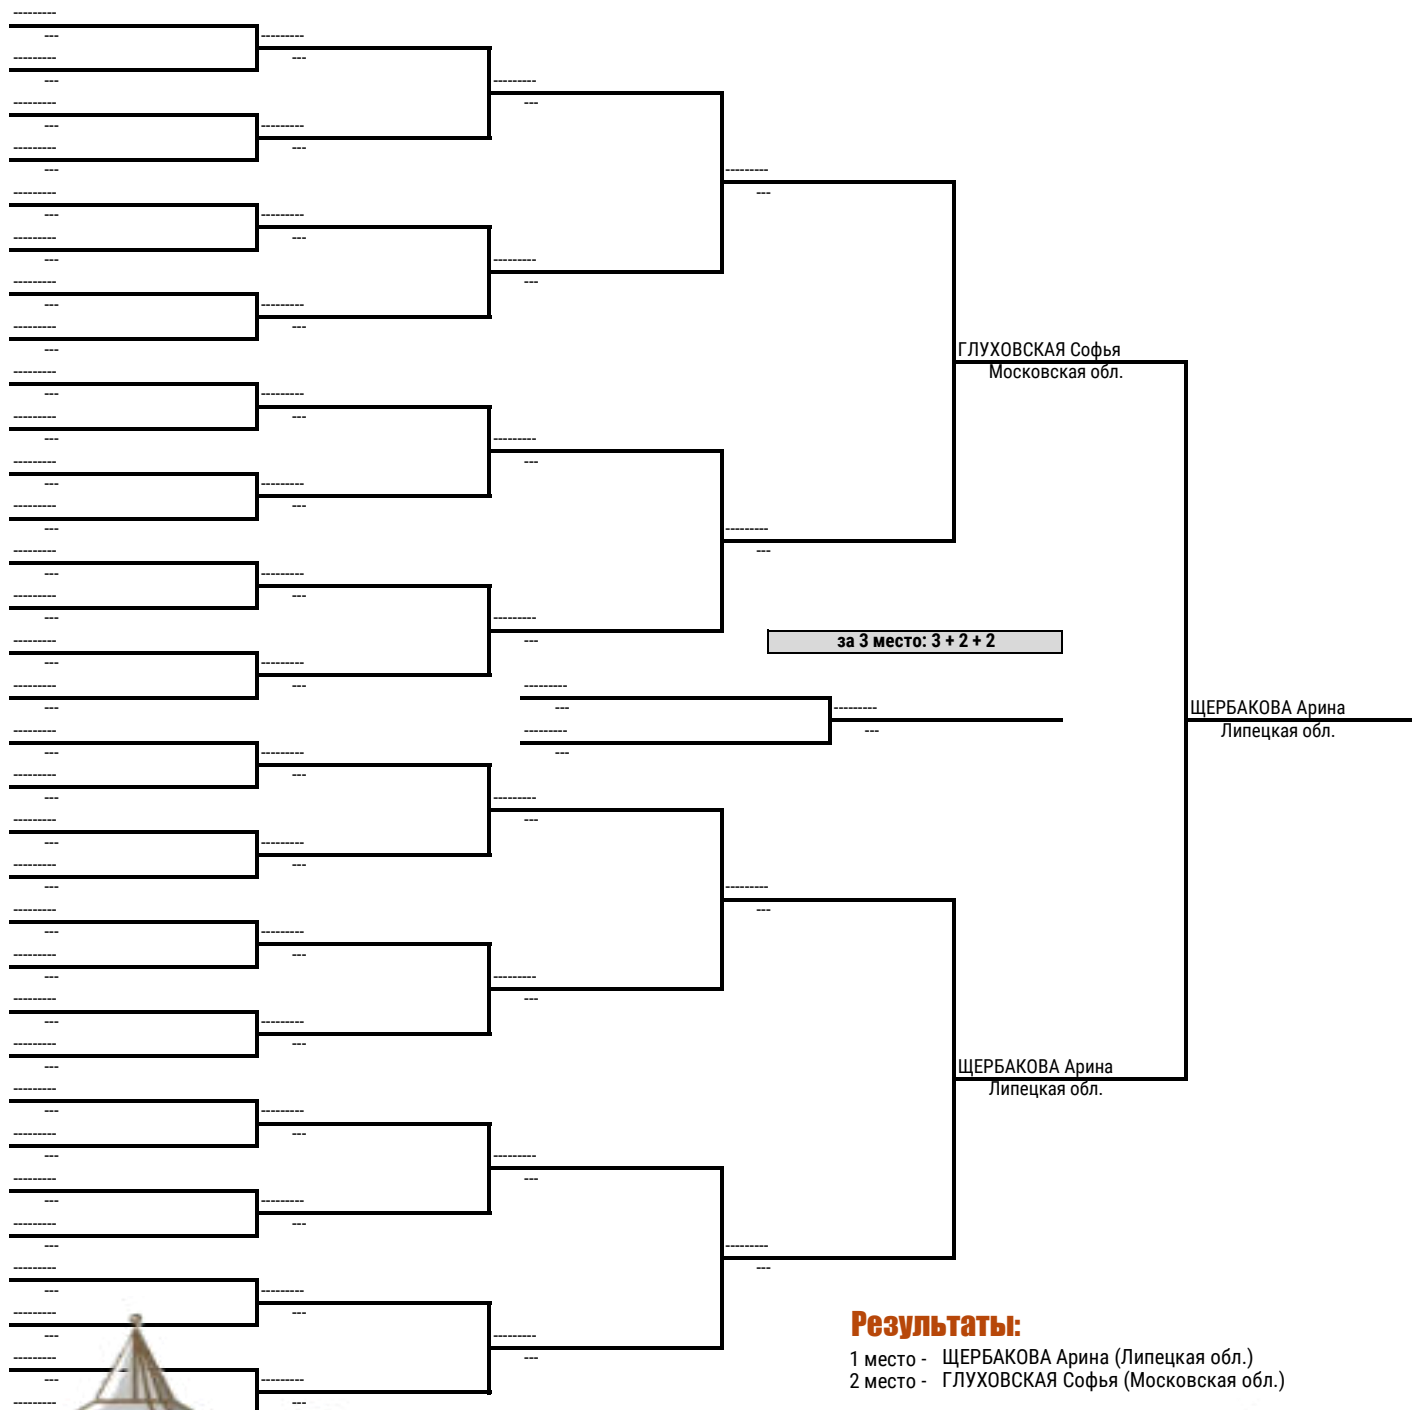 ГЛУХОВСКАЯ Софья
Московская обл.
за 3 место: 3 + 2 + 2
ЩЕРБАКОВА Арина
Липецкая обл.
ЩЕРБАКОВА Арина
Липецкая обл.
Результаты:
1 место - ЩЕРБАКОВА Арина (Липецкая обл.)
2 место - ГЛУХОВСКАЯ Софья (Московская обл.)